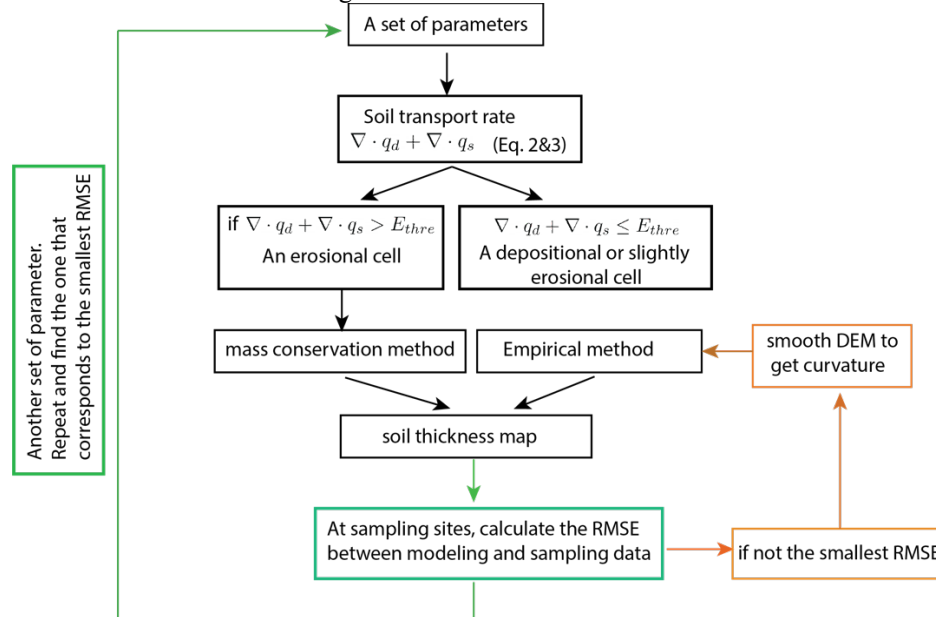 A set of parameters
Soil transport rate
∇ · q_d + ∇ · q_s (Eq. 2&3)
if ∇ · q_d + ∇ · q_s > E_thre
An erosional cell
∇ · q_d + ∇ · q_s ≤ E_thre
A depositional or slightly
erosional cell
Another set of parameter.
Repeat and find the one that
corresponds to the smallest RMSE
mass conservation method
Empirical method
smooth DEM to
get curvature
soil thickness map
At sampling sites, calculate the RMSE
between modeling and sampling data
if not the smallest RMSE